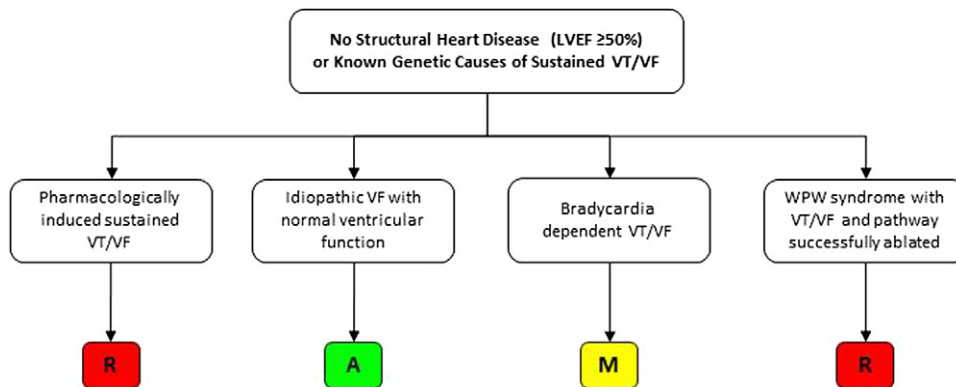 No Structural Heart Disease (LVEF ≥50%)
or Known Genetic Causes of Sustained VT/VF
Pharmacologically
induced sustained
VT/VF
Idiopathic VF with
normal ventricular
function
Bradycardia
dependent VT/VF
WPW syndrome with
VT/VF and pathway
successfully ablated
R
A
M
R